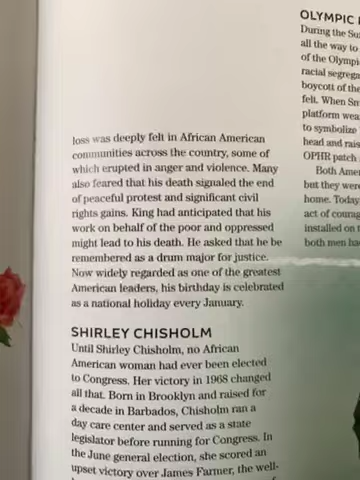 loss was deeply felt in African American
communities across the country, some of
which erupted in anger and violence. Many
also feared that his death signaled the end
of peaceful protest and significant civil
rights gains. King had anticipated that his
work on behalf of the poor and oppressed
might lead to his death. He asked that he be
remembered as a drum major for justice.
Now widely regarded as one of the greatest
American leaders, his birthday is celebrated
as a national holiday every January.
SHIRLEY CHISHOLM
Until Shirley Chisholm, no African
American woman had ever been elected
to Congress. Her victory in 1968 changed
all that. Born in Brooklyn and raised for
a decade in Barbados, Chisholm ran a
day care center and served as a state
legislator before running for Congress. In
the June general election, she scored an
upset victory over James Farmer, the well-
OLYMPIC
During the
all the way to
of the
racial
boycott of the
felt. When
platform
to symbolize
head and
OPHR patch
Both
but they were
home. Today
act of
installed on
both men